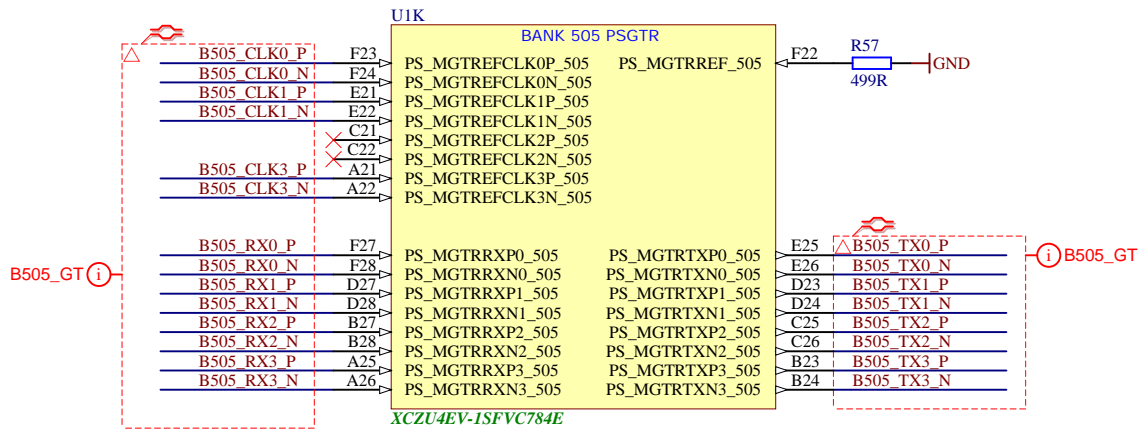 U1K
BANK 505 PSGTR
B505_CLK0_P F23 PS_MGTREFCLK0P_505 PS_MGTRREF_505 F22 R57 499R GND
B505_CLK0_N F24 PS_MGTREFCLK0N_505
B505_CLK1_P E21 PS_MGTREFCLK1P_505
B505_CLK1_N E22 PS_MGTREFCLK1N_505
C21 PS_MGTREFCLK2P_505
C22 PS_MGTREFCLK2N_505
B505_CLK3_P A21 PS_MGTREFCLK3P_505
B505_CLK3_N A22 PS_MGTREFCLK3N_505
B505_RX0_P F27 PS_MGTRRXP0_505 PS_MGTRTXP0_505 E25 B505_TX0_P
B505_GT i B505_RX0_N F28 PS_MGTRRXN0_505 PS_MGTRTXN0_505 E26 B505_TX0_N i B505_GT
B505_RX1_P D27 PS_MGTRRXP1_505 PS_MGTRTXP1_505 D23 B505_TX1_P
B505_RX1_N D28 PS_MGTRRXN1_505 PS_MGTRTXN1_505 D24 B505_TX1_N
B505_RX2_P B27 PS_MGTRRXP2_505 PS_MGTRTXP2_505 C25 B505_TX2_P
B505_RX2_N B28 PS_MGTRRXN2_505 PS_MGTRTXN2_505 C26 B505_TX2_N
B505_RX3_P A25 PS_MGTRRXP3_505 PS_MGTRTXP3_505 B23 B505_TX3_P
B505_RX3_N A26 PS_MGTRRXN3_505 PS_MGTRTXN3_505 B24 B505_TX3_N
XCZU4EV-1SFVC784E